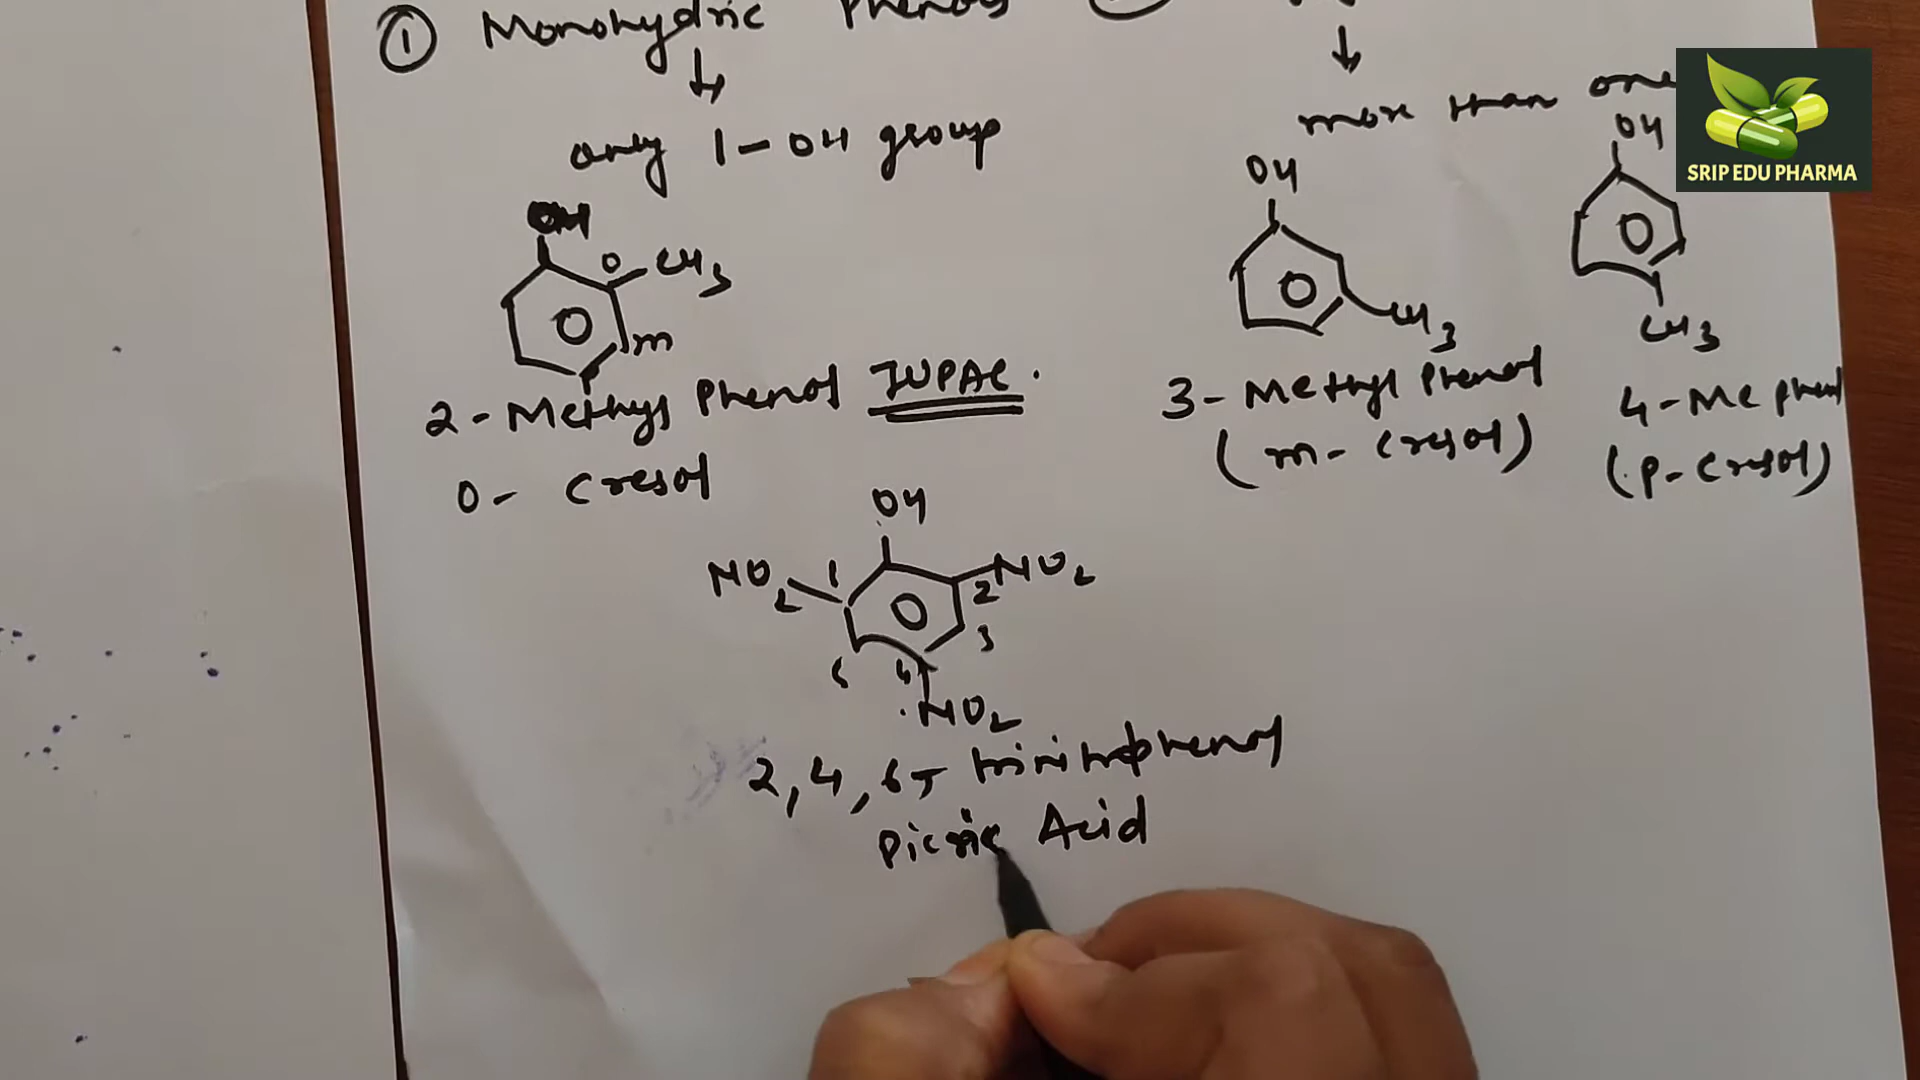 ① Monohydric Phenols
only 1-OH group
more than one
SRIP EDU PHARMA
OH
o CH3
m
P
2-Methyl Phenol IUPAC.
o- cresol
OH
CH3
3-Methyl Phenol
(m-cresol)
OH
CH3
4-Me phenol
(p-cresol)
OH
NO2 1 2 NO2
3
4
NO2
2,4,6- trinitrophenol
Picric Acid